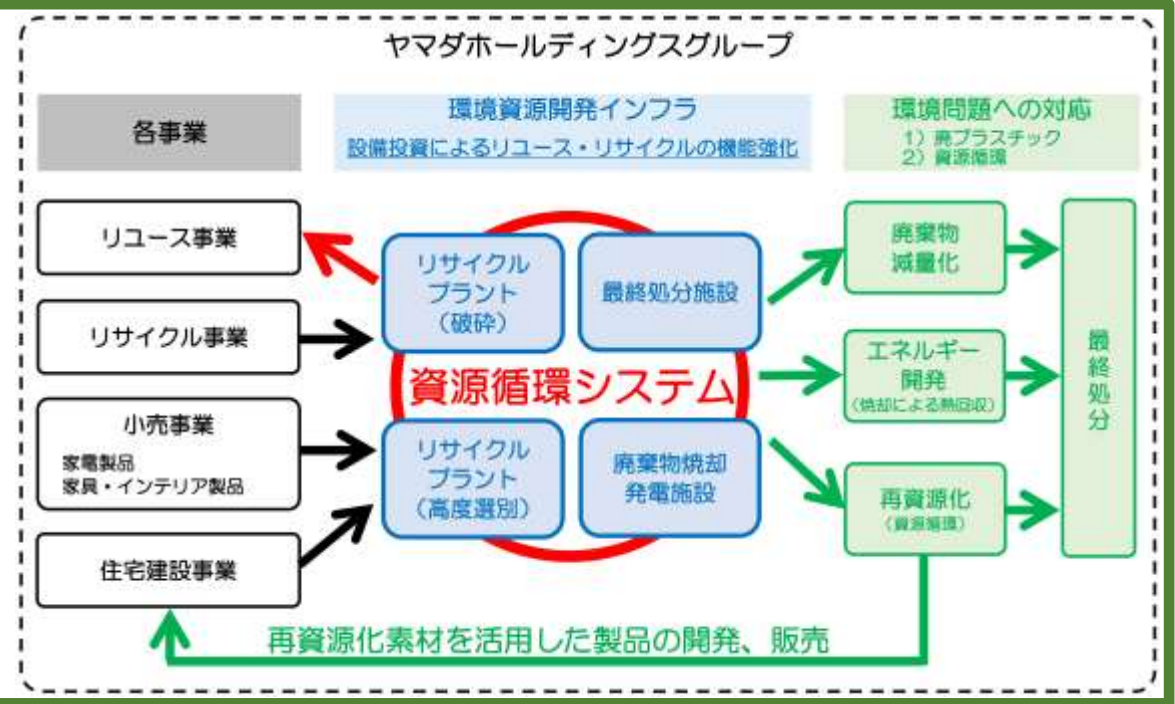 ヤマダホールディングスグループ
各事業
環境資源開発インフラ
設備投資によるリユース・リサイクルの機能強化
環境問題への対応
1）廃プラスチック
2）資源循環
リユース事業
リサイクル事業
小売事業
家電製品
家具・インテリア製品
住宅建設事業
リサイクル
プラント
（破砕）
最終処分施設
資源循環システム
リサイクル
プラント
（高度選別）
廃棄物焼却
発電施設
廃棄物
減量化
エネルギー
開発
（焼却による熱回収）
再資源化
（資源循環）
最終処分
再資源化素材を活用した製品の開発、販売